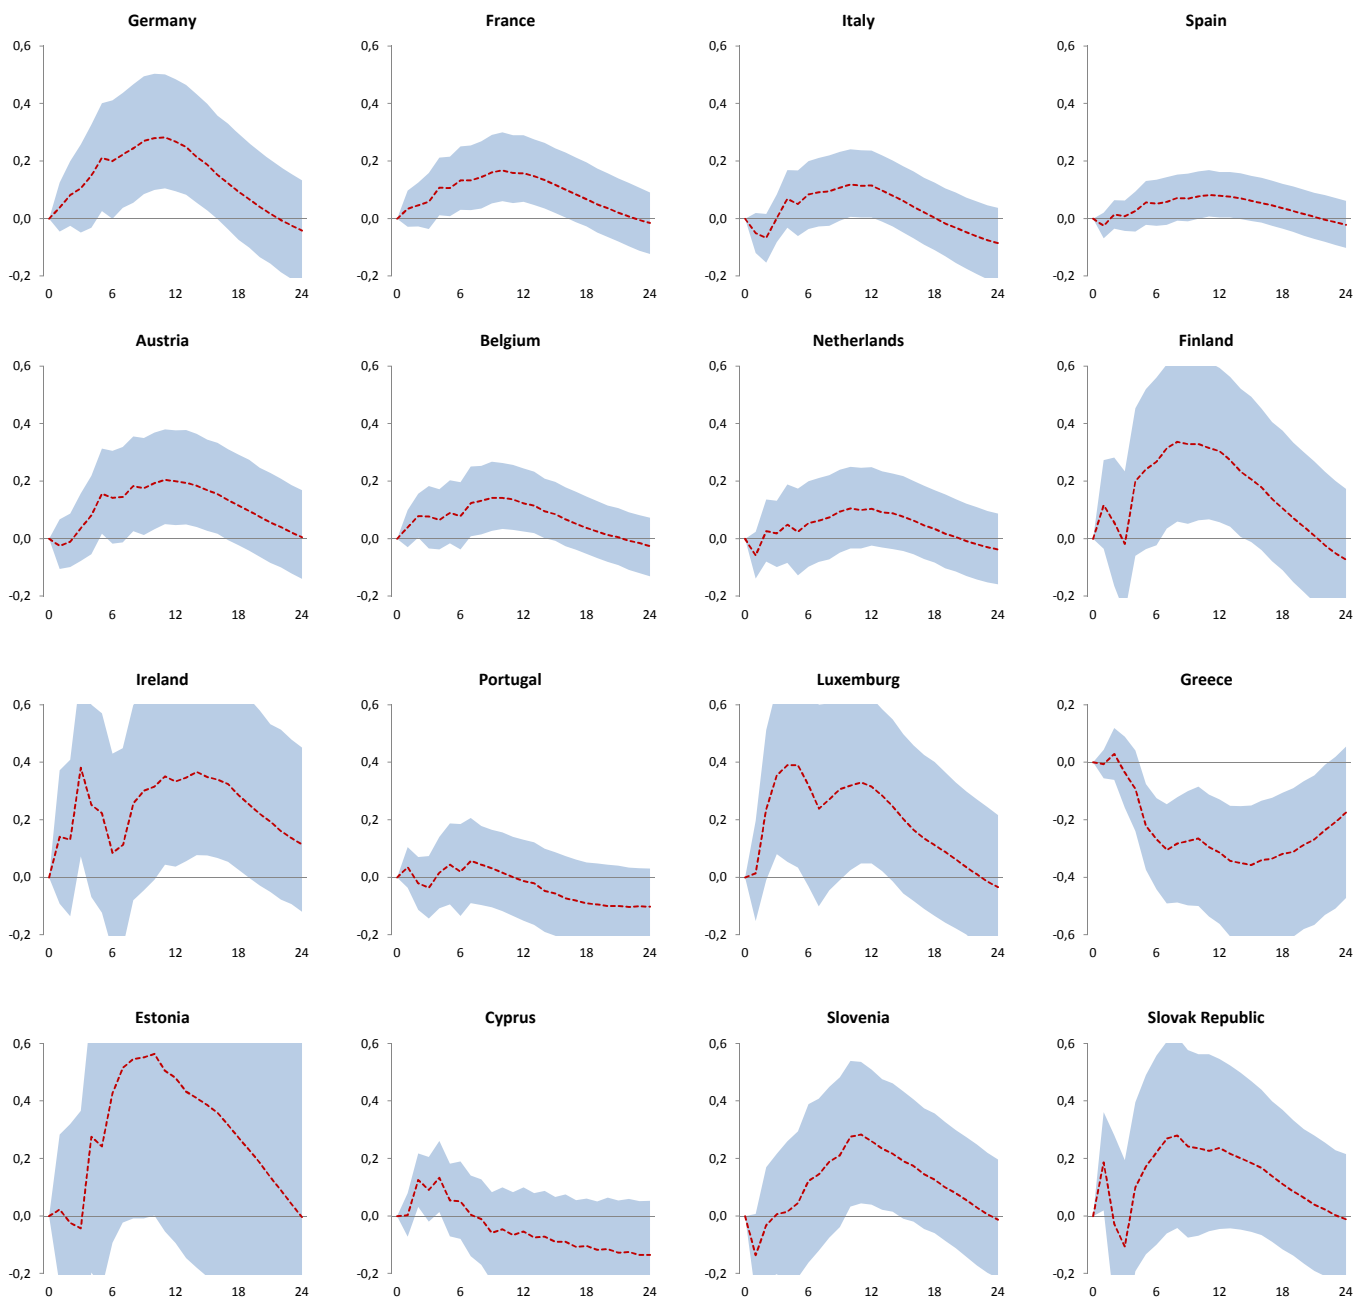 Germany France Italy Spain
0,6 0,6 0,6 0,6
0,4 0,4 0,4 0,4
0,2 0,2 0,2 0,2
0,0 0,0 0,0 0,0
-0,2 -0,2 -0,2 -0,2
0 6 12 18 24 0 6 12 18 24 0 6 12 18 24 0 6 12 18 24
Austria Belgium Netherlands Finland
0,6 0,6 0,6 0,6
0,4 0,4 0,4 0,4
0,2 0,2 0,2 0,2
0,0 0,0 0,0 0,0
-0,2 -0,2 -0,2 -0,2
0 6 12 18 24 0 6 12 18 24 0 6 12 18 24 0 6 12 18 24
Ireland Portugal Luxemburg Greece
0,6 0,6 0,6 0,2
0,4 0,4 0,4 0,0
0,2 0,2 0,2 -0,2
0,0 0,0 0,0 -0,4
-0,2 -0,2 -0,2 -0,6
0 6 12 18 24 0 6 12 18 24 0 6 12 18 24 0 6 12 18 24
Estonia Cyprus Slovenia Slovak Republic
0,6 0,6 0,6 0,6
0,4 0,4 0,4 0,4
0,2 0,2 0,2 0,2
0,0 0,0 0,0 0,0
-0,2 -0,2 -0,2 -0,2
0 6 12 18 24 0 6 12 18 24 0 6 12 18 24 0 6 12 18 24